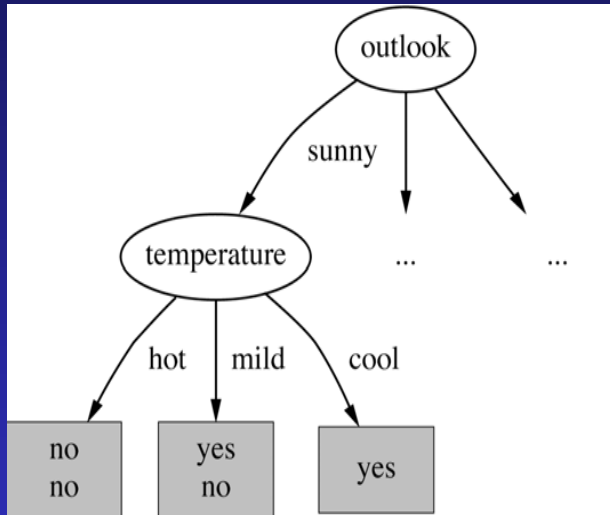 outlook
sunny
temperature
...
...
hot
mild
cool
no
no
yes
no
yes